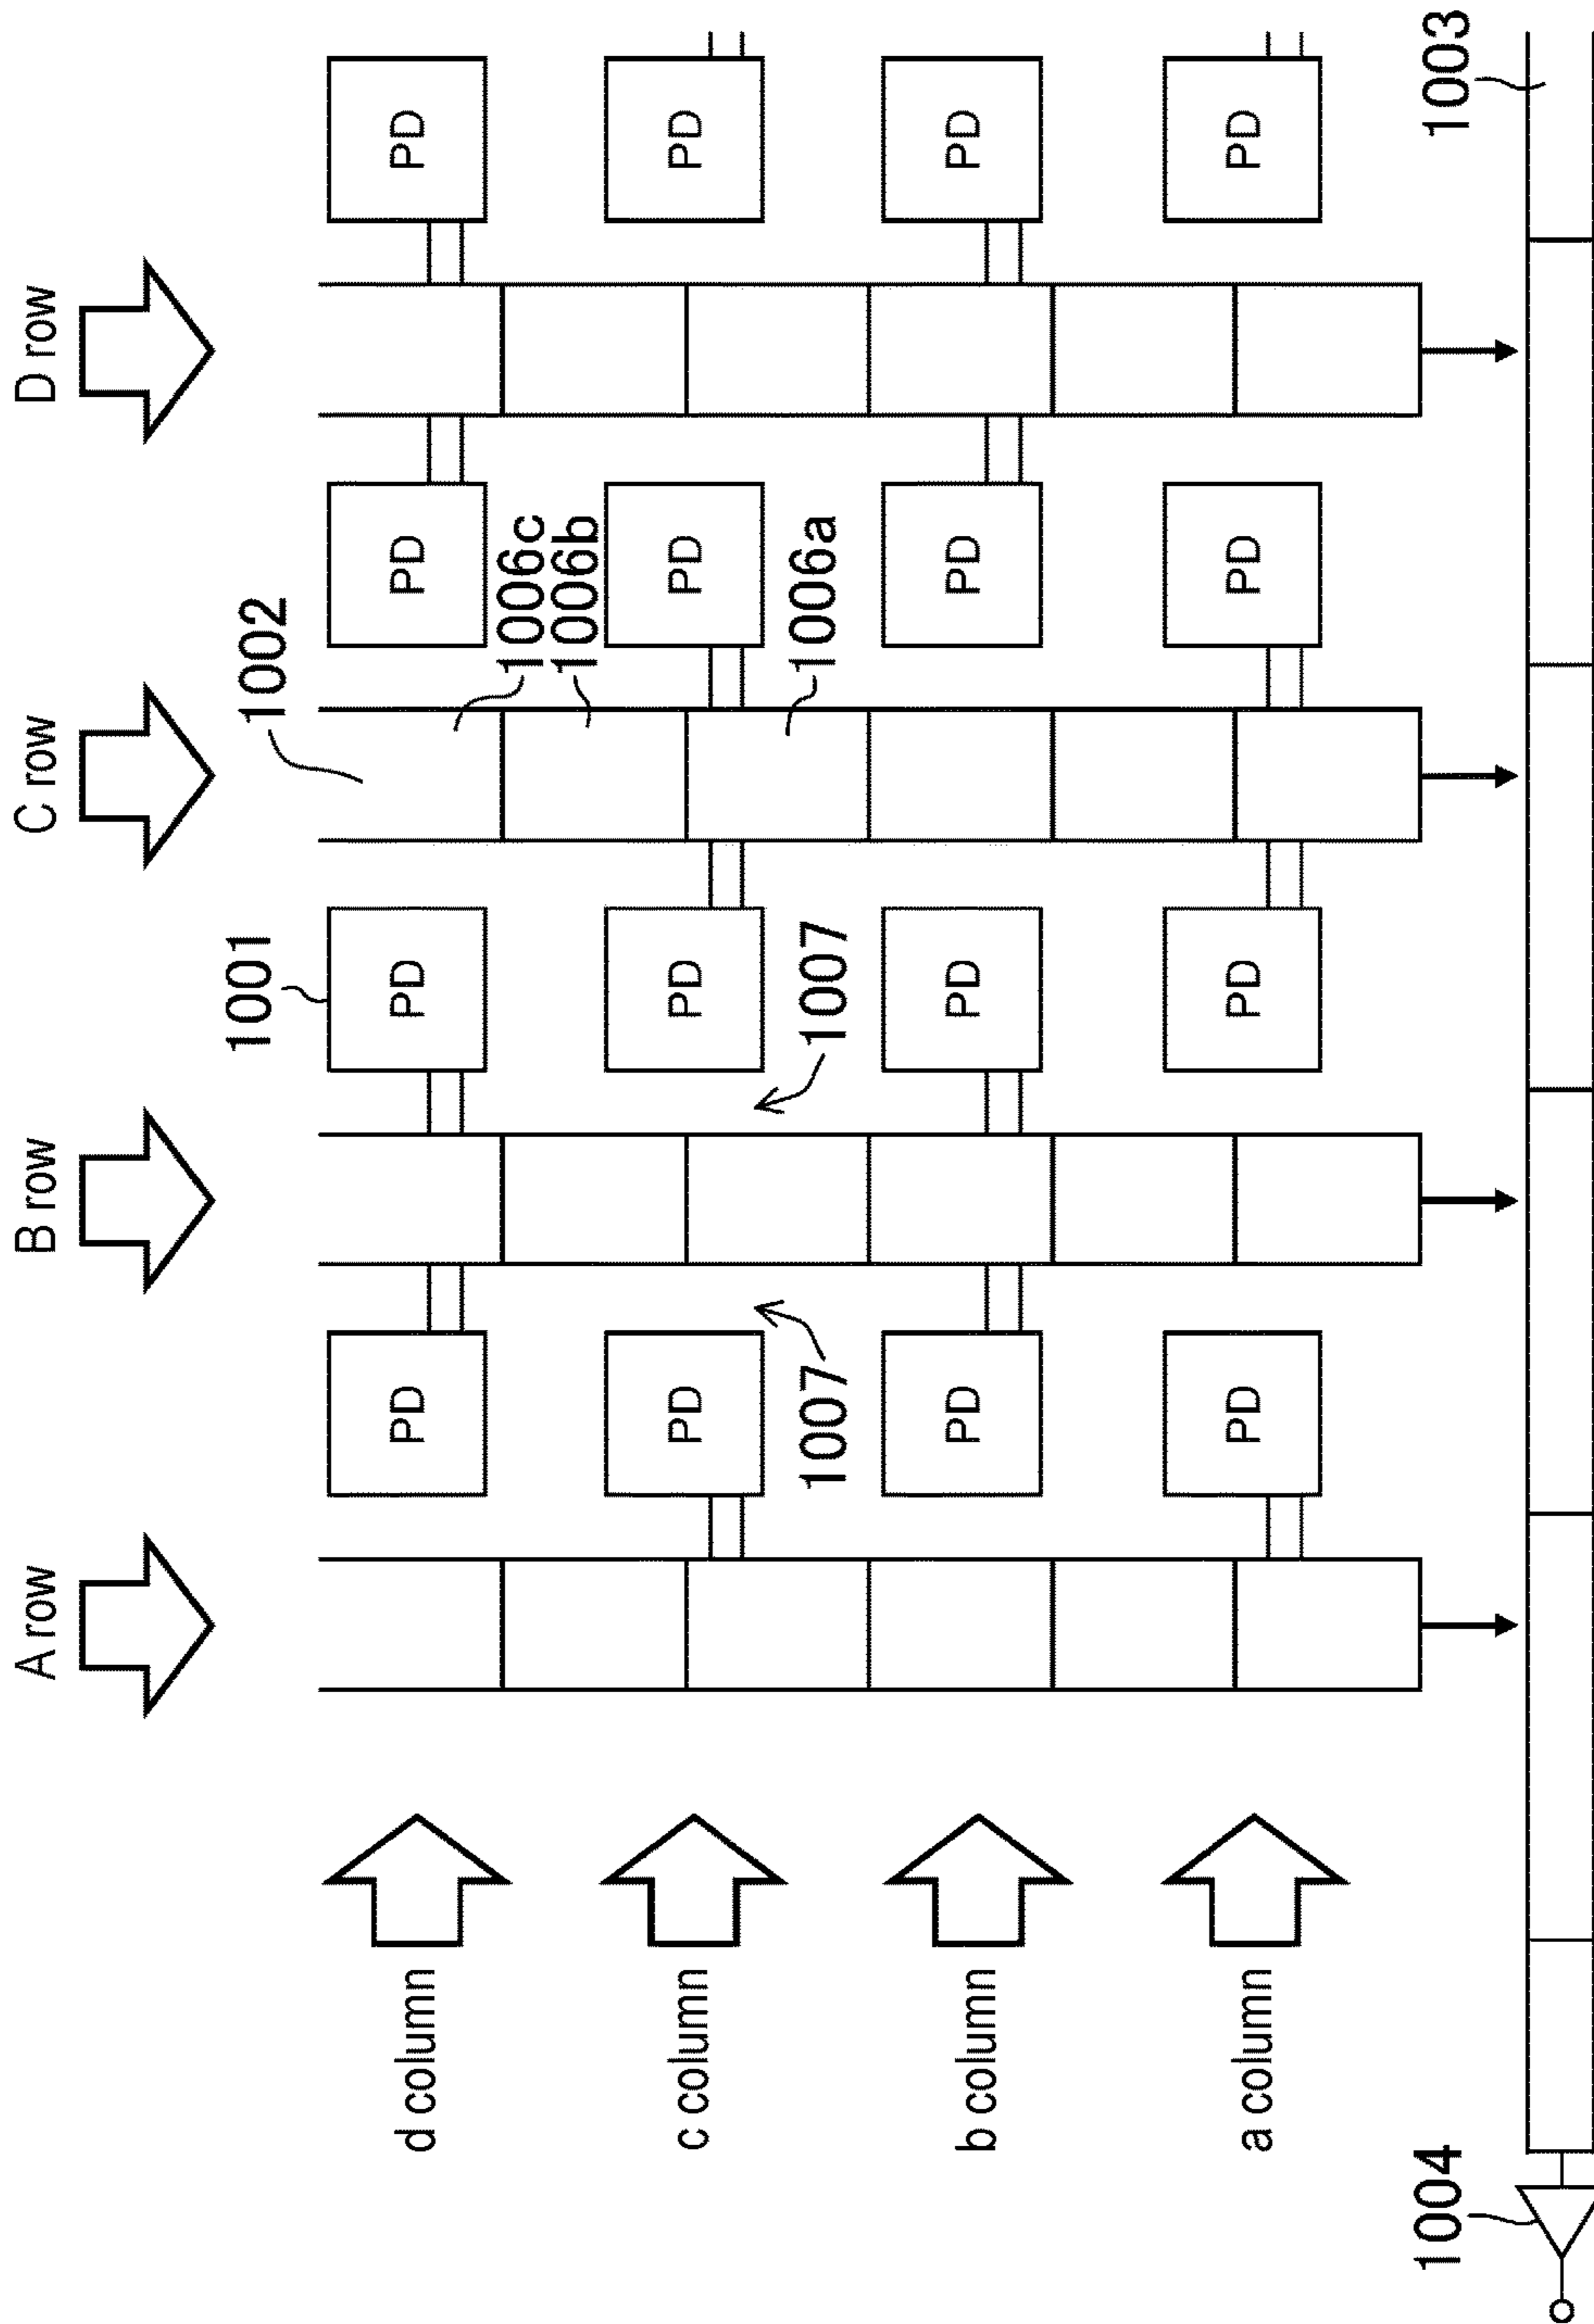 A row
B row
C row
D row
1001
1002
d column
PD
PD
PD
PD
1006c
1006b
c column
PD
PD
PD
PD
1007
1007
1006a
b column
PD
PD
PD
PD
a column
PD
PD
PD
PD
1004
1003